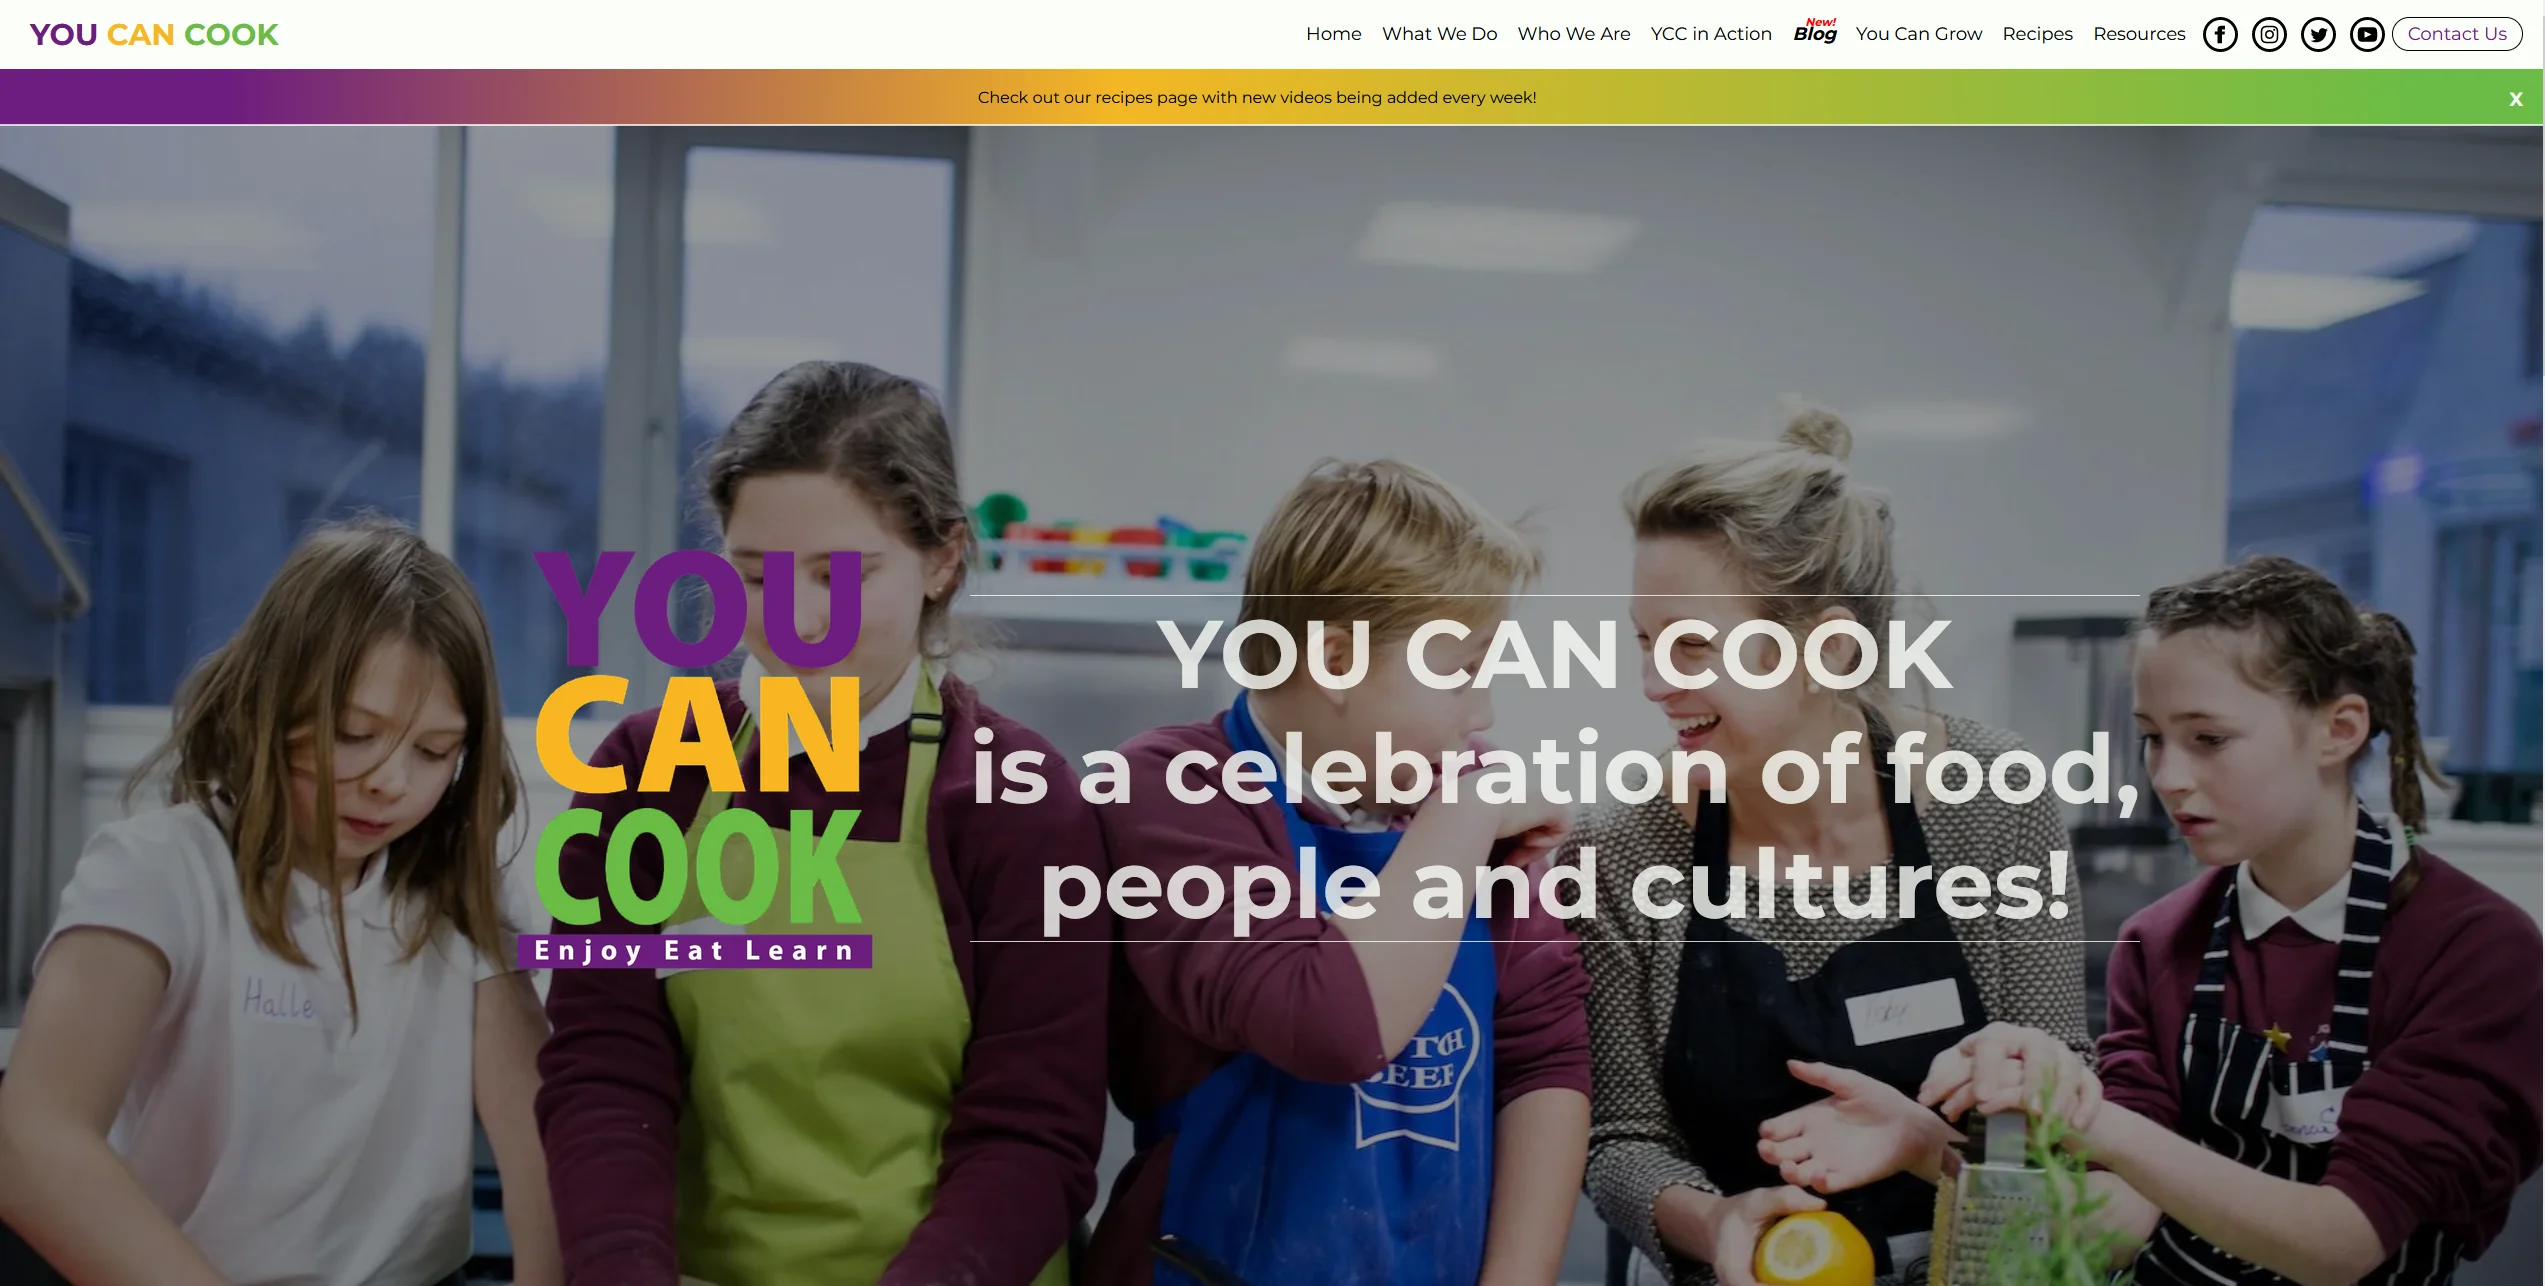 YOU CAN COOK
Home What We Do Who We Are YCC in Action New! Blog You Can Grow Recipes Resources Contact Us
Check out our recipes page with new videos being added every week!
X
YOU
CAN
COOK
Enjoy Eat Learn
YOU CAN COOK
is a celebration of food,
people and cultures!
Halle